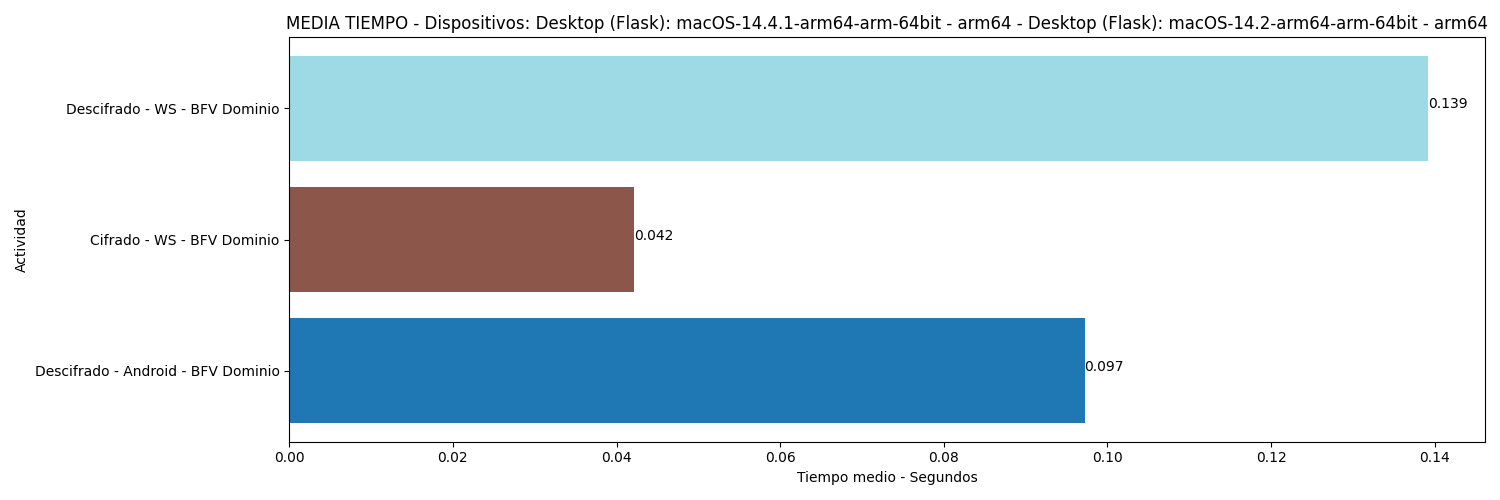 MEDIA TIEMPO - Dispositivos: Desktop (Flask): macOS-14.4.1-arm64-arm-64bit - arm64 - Desktop (Flask): macOS-14.2-arm64-arm-64bit - arm64
Descifrado - WS - BFV Dominio
0.139
Cifrado - WS - BFV Dominio
0.042
Descifrado - Android - BFV Dominio
0.097
Actividad
0.00 0.02 0.04 0.06 0.08 0.10 0.12 0.14
Tiempo medio - Segundos